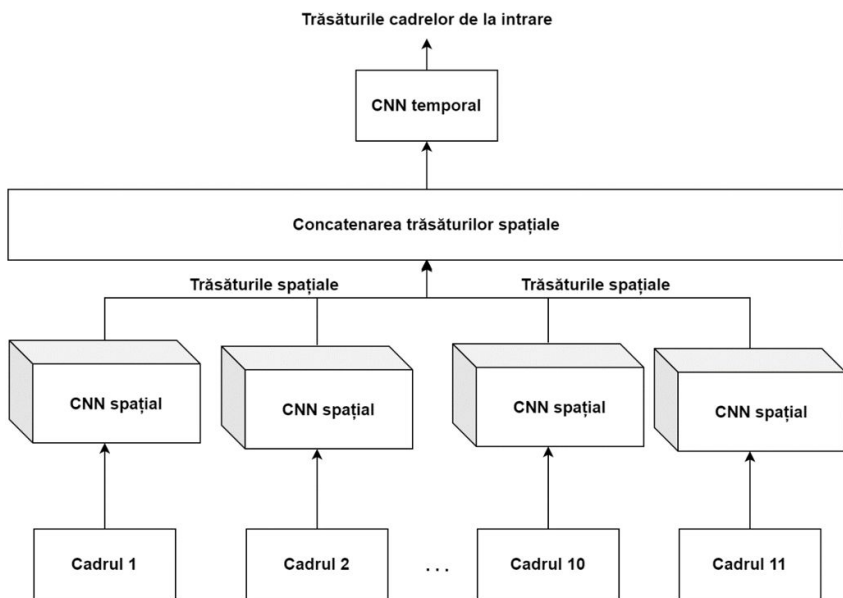 Trăsăturile cadrelor de la intrare
CNN temporal
Concatenarea trăsăturilor spațiale
Trăsăturile spațiale Trăsăturile spațiale
CNN spațial CNN spațial CNN spațial CNN spațial
Cadrul 1 Cadrul 2 ... Cadrul 10 Cadrul 11